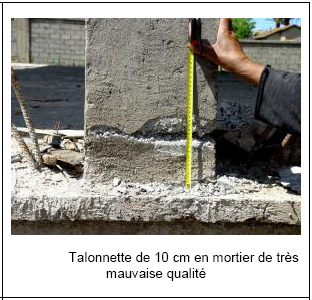 Talonnette de 10 cm en mortier de très
mauvaise qualité